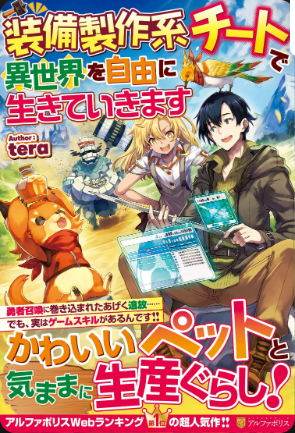 装備製作系チートで
異世界を自由に
生きていきます
Author:
tera
勇者召喚に巻き込まれたあげく追放……
でも、実はゲームスキルがあるんです!!
かわいいペットと
気ままに生産ぐらし!
アルファポリスWebランキング第1位の超人気作!!
アルファポリス